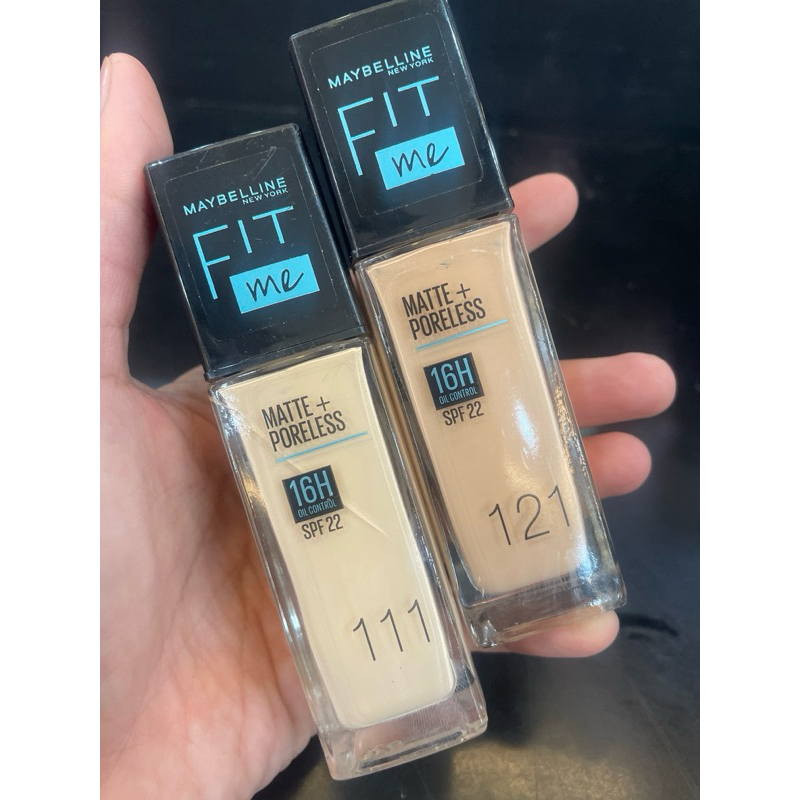 MAYBELLINE
NEW YORK
FIT
me
MATTE +
PORELESS
16H
OIL CONTROL
SPF 22
111
MAYBELLINE
NEW YORK
FIT
me
MATTE +
PORELESS
16H
OIL CONTROL
SPF 22
121